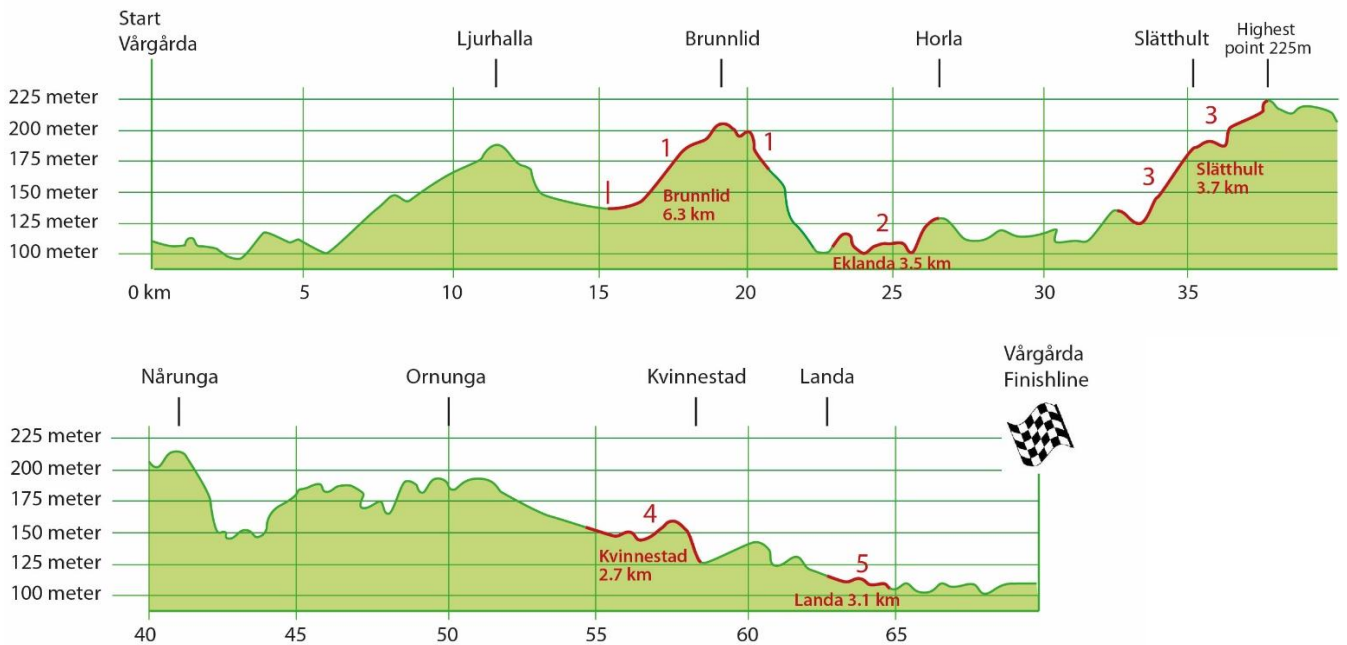 Start
Vårgårda
Ljurhalla
Brunnlid
Horla
Slätthult
Highest
point 225m
225 meter
200 meter
175 meter
150 meter
125 meter
100 meter
1
1
Brunnlid
6.3 km
2
Eklanda 3.5 km
3
3
Slätthult
3.7 km
0 km
5
10
15
20
25
30
35
Nårunga
Ornunga
Kvinnestad
Landa
Vårgårda
Finishline
225 meter
200 meter
175 meter
150 meter
125 meter
100 meter
4
Kvinnestad
2.7 km
5
Landa 3.1 km
40
45
50
55
60
65